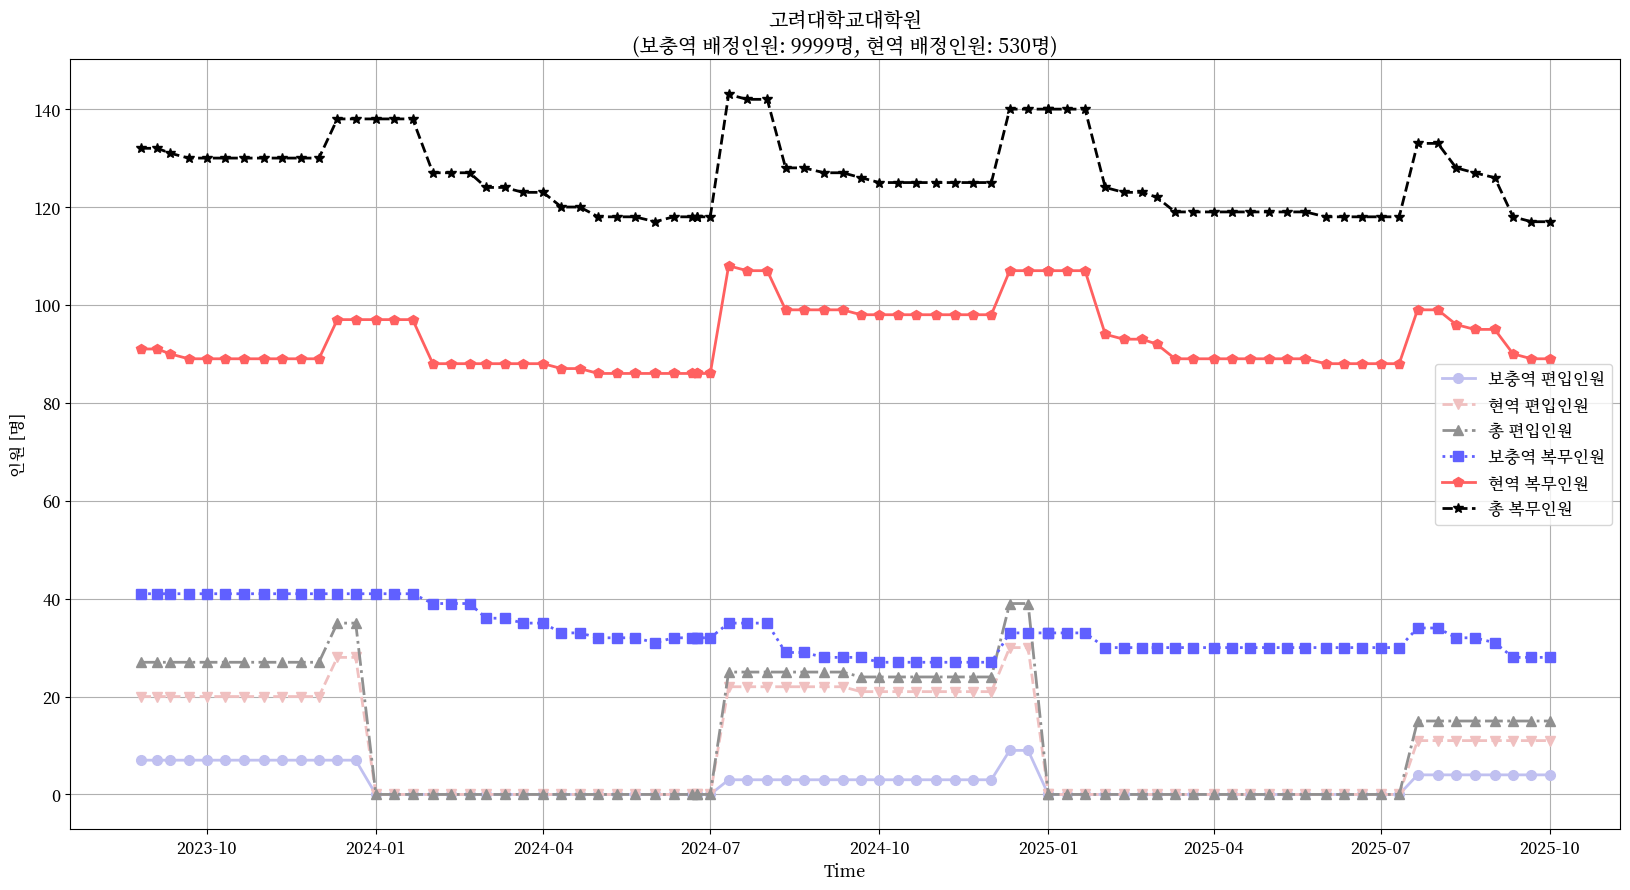 고려대학교대학원
(보충역 배정인원: 9999명, 현역 배정인원: 530명)
인원 [명]
140
120
100
80
60
40
20
0
보충역 편입인원
현역 편입인원
총 편입인원
보충역 복무인원
현역 복무인원
총 복무인원
2023-10
2024-01
2024-04
2024-07
2024-10
2025-01
2025-04
2025-07
2025-10
Time